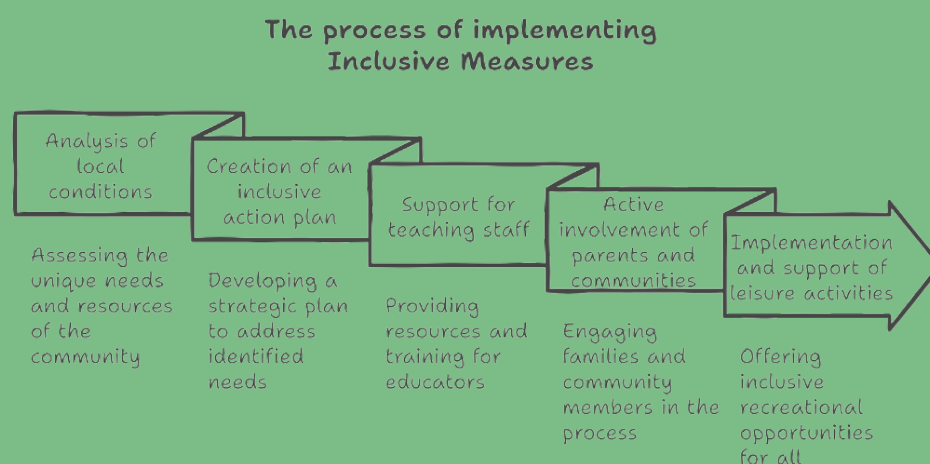 The process of implementing
Inclusive Measures
Analysis of
local
conditions
Assessing the
unique needs
and resources
of the
community
Creation of an
inclusive
action plan
Developing a
strategic plan
to address
identified
needs
Support for
teaching staff
Providing
resources and
training for
educators
Active
involvement of
parents and
communities
Engaging
families and
community
members in the
process
Implementation
and support of
leisure activities
Offering
inclusive
recreational
opportunities
for all